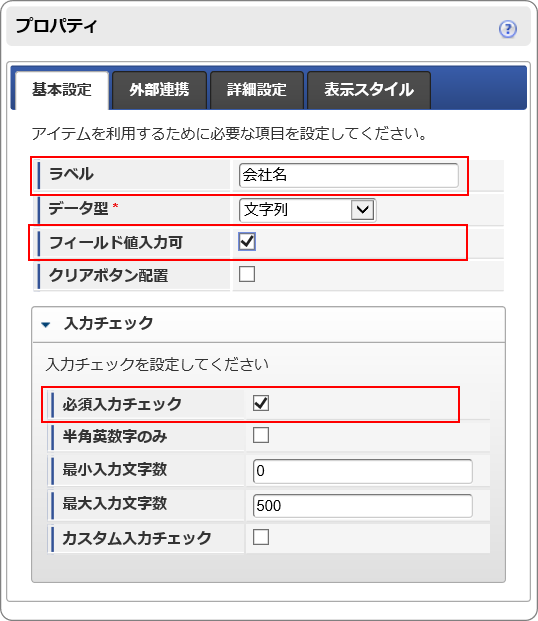 プロパティ
?
基本設定 外部連携 詳細設定 表示スタイル
アイテムを利用するために必要な項目を設定してください。
ラベル 会社名
データ型 * 文字列
フィールド値入力可
クリアボタン配置
入力チェック
入力チェックを設定してください
必須入力チェック
半角英数字のみ
最小入力文字数 0
最大入力文字数 500
カスタム入力チェック